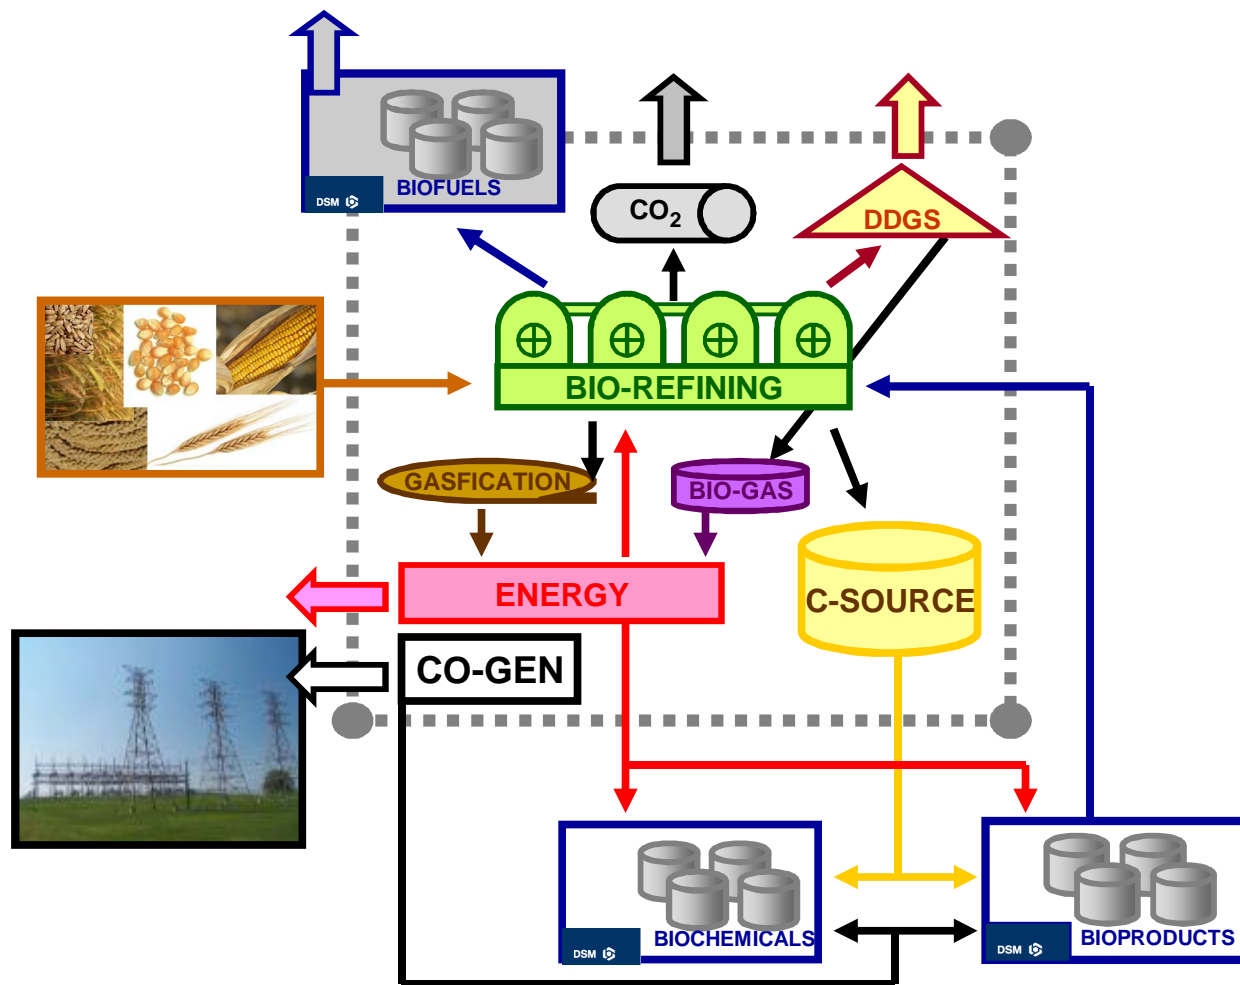 BIOFUELS
DSM
CO2
DDGS
BIO-REFINING
GASFICATION
BIO-GAS
ENERGY
C-SOURCE
CO-GEN
BIOCHEMICALS
DSM
BIOPRODUCTS
DSM